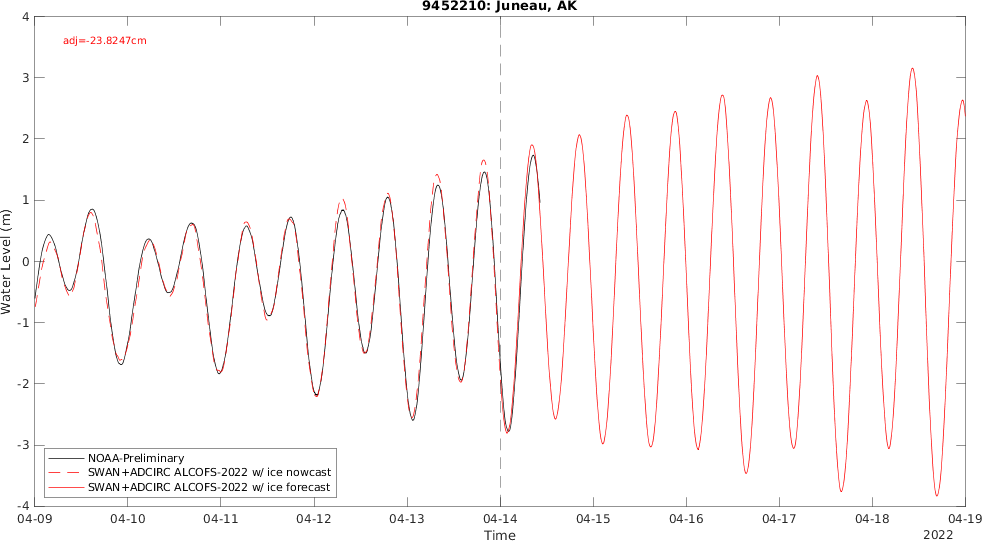 9452210: Juneau, AK
adj=-23.8247cm
4
3
2
1
0
-1
-2
-3
-4
Water Level (m)
NOAA-Preliminary
SWAN+ADCIRC ALCOFS-2022 w/ ice nowcast
SWAN+ADCIRC ALCOFS-2022 w/ ice forecast
04-09 04-10 04-11 04-12 04-13 04-14 04-15 04-16 04-17 04-18 04-19
Time
2022